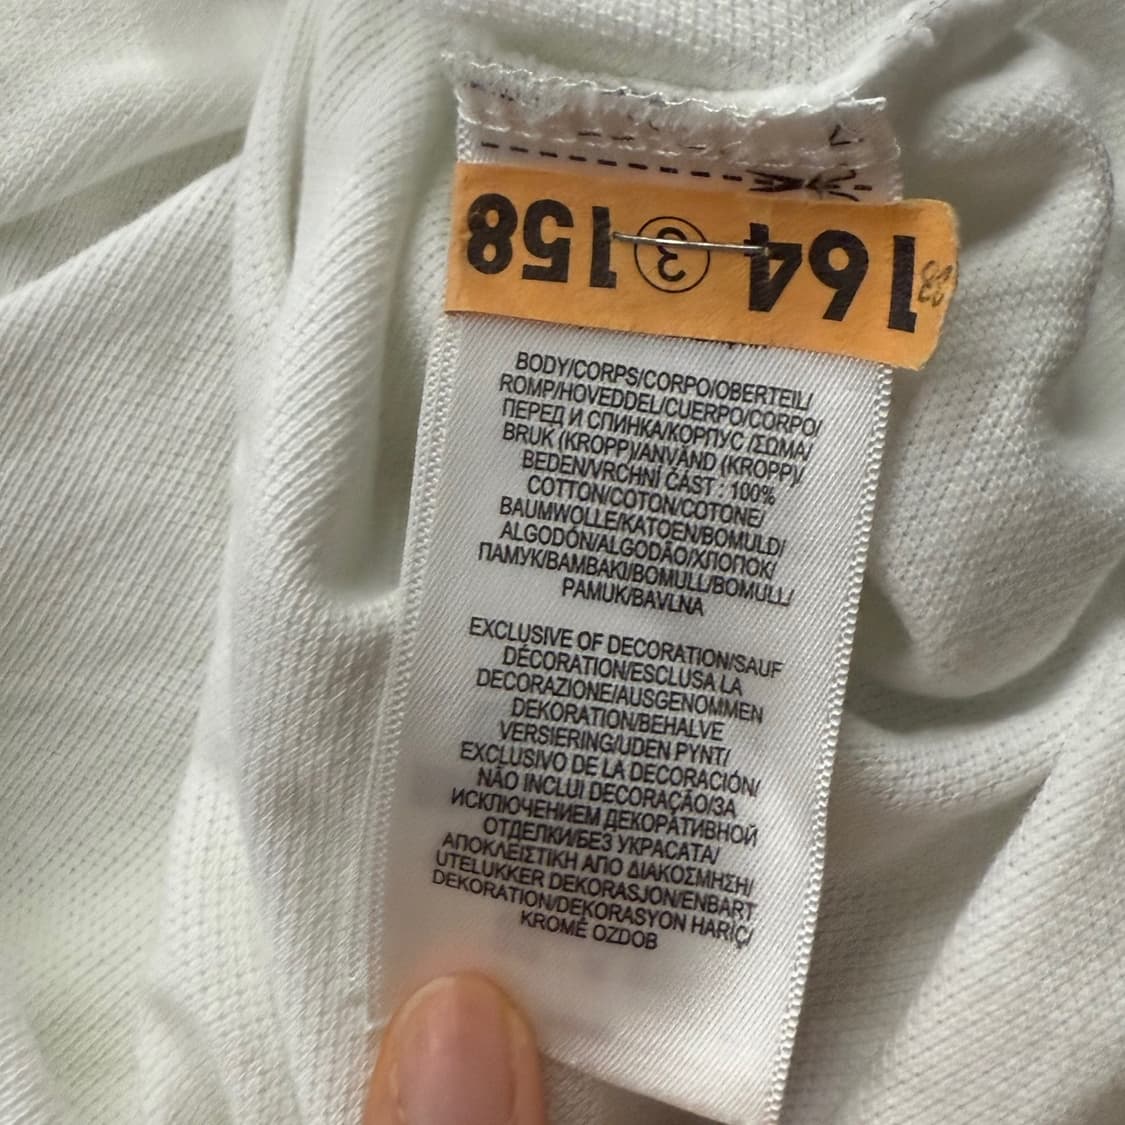 164 3 158
BODY/CORPS/CORPO/OBERTEIL/
ROMP/HOVEDDEL/CUERPO/CORPO/
ПЕРЕД И СПИНКА/КОРПУС /ΣΩΜΑ/
BRUK (KROPP)/ANVÄND (KROPP)/
BEDEN/VRCHNÍ ČÁST : 100%
COTTON/COTON/COTONE/
BAUMWOLLE/KATOEN/BOMULD/
ALGODÓN/ALGODÃO/ХЛОПОК/
ПАМУК/ΒΑΜΒΑΚΙ/BOMULL/BOMULL/
PAMUK/BAVLNA
EXCLUSIVE OF DECORATION/SAUF
DÉCORATION/ESCLUSA LA
DECORAZIONE/AUSGENOMMEN
DEKORATION/BEHALVE
VERSIERING/UDEN PYNT/
EXCLUSIVO DE LA DECORACIÓN/
NÃO INCLUI DECORAÇÃO/ЗА
ИСКЛЮЧЕНИЕМ ДЕКОРАТИВНОЙ
ОТДЕЛКИ/БЕЗ УКРАСАТА/
ΑΠΟΚΛΕΙΣΤΙΚΗ ΑΠΟ ΔΙΑΚΟΣΜΗΣΗ/
UTELUKKER DEKORASJON/ENBART
DEKORATION/DEKORASYON HARİÇ/
KROMĚ OZDOB